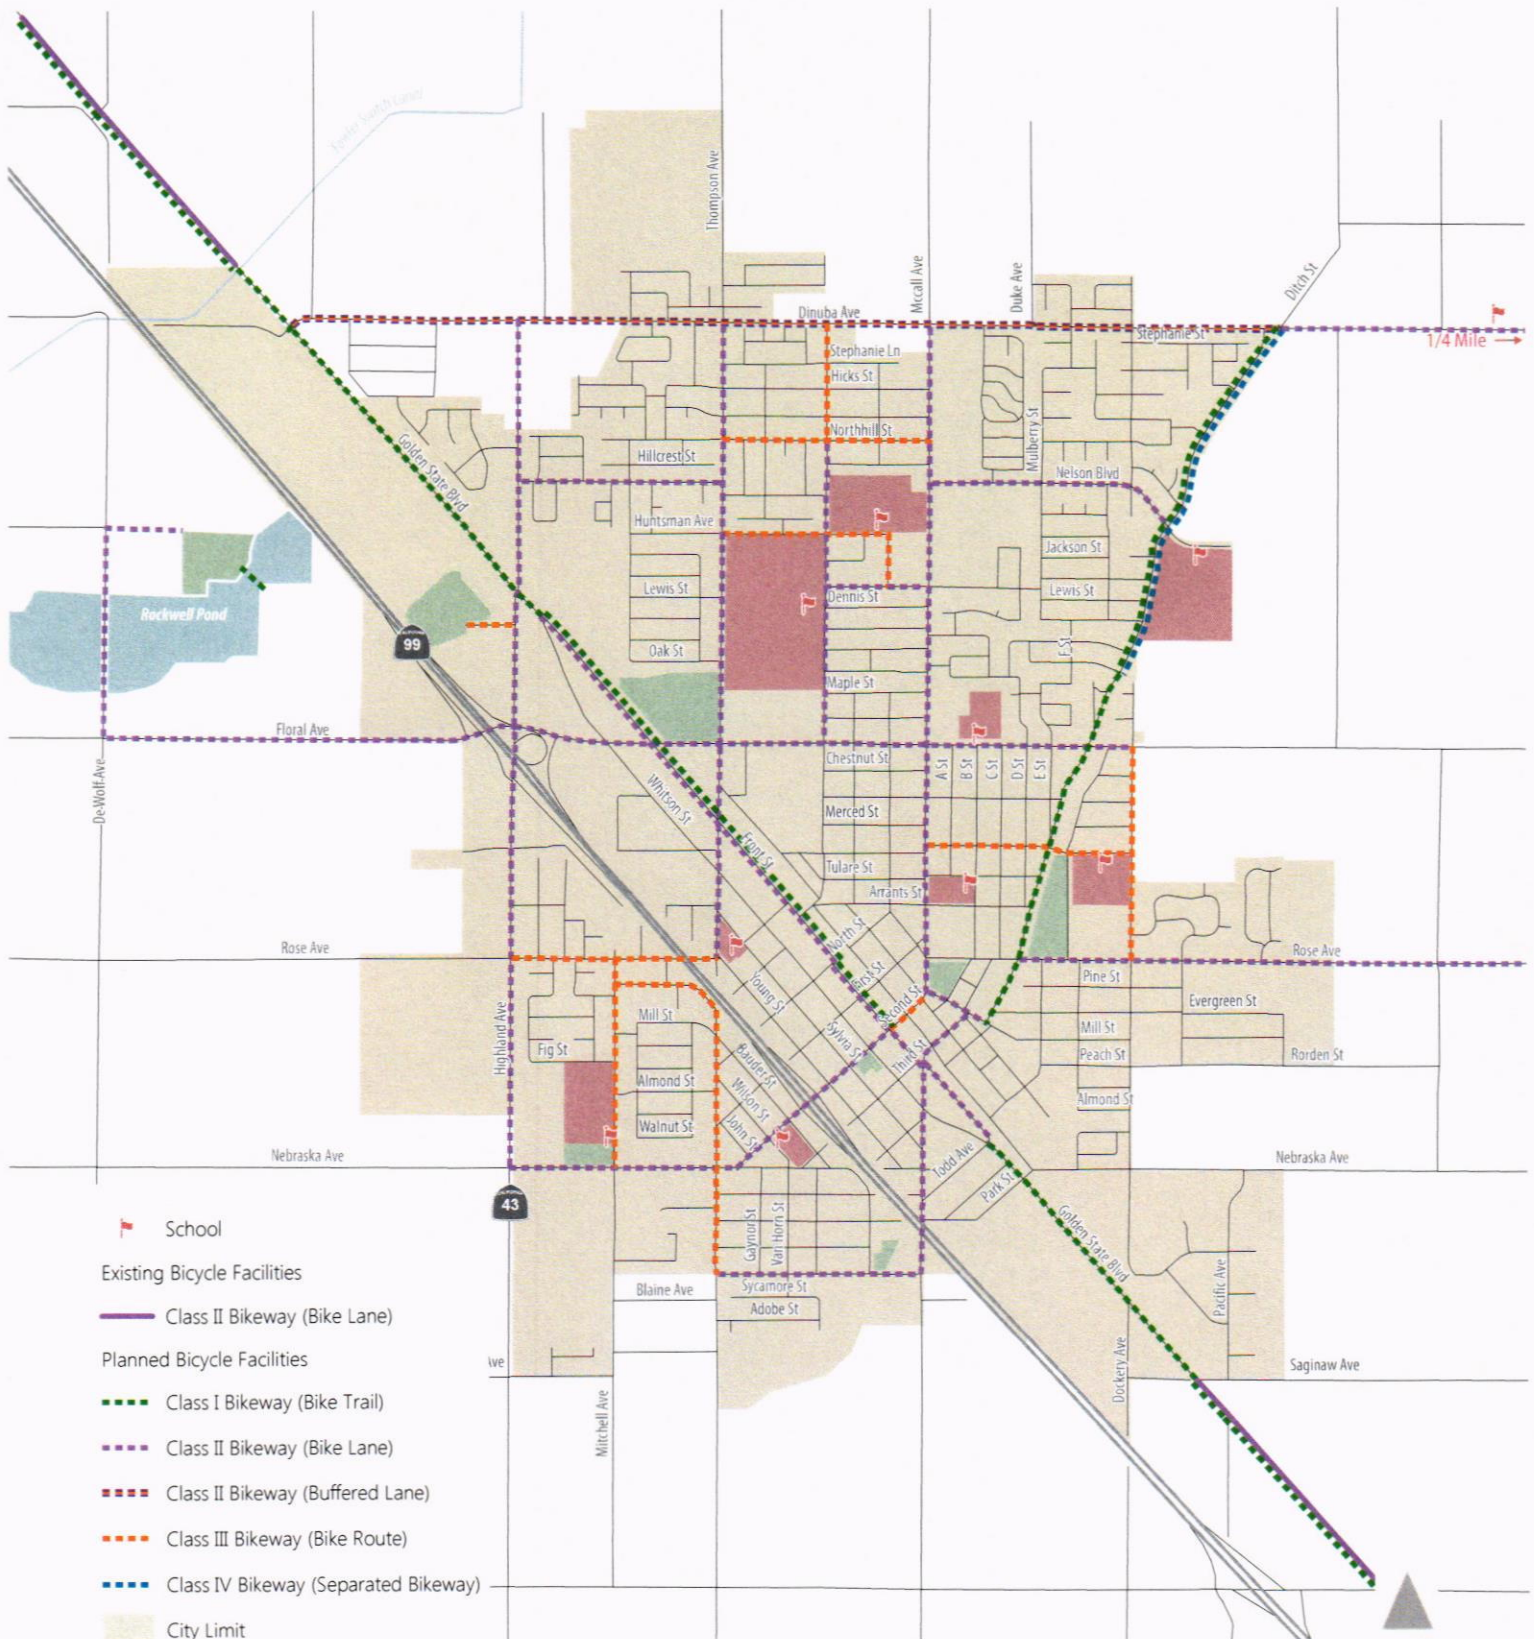 Fowler Switch Canal
Thompson Ave
Mccall Ave
Duke Ave
Ditch St
Dinuba Ave
Stephanie St
1/4 Mile
Stephanie Ln
Hicks St
Northhill St
Mulberry St
Golden State Blvd
Hillcrest St
Nelson Blvd
Huntsman Ave
Jackson St
Lewis St
Dennis St
Lewis St
Rockwell Pond
99
Oak St
F St
Maple St
Floral Ave
Chestnut St
A St
B St
C St
D St
E St
De Wolf Ave
Whitson St
Merced St
Front St
Tulare St
Arrants St
North St
Rose Ave
Rose Ave
First St
Pine St
Young St
Second St
Evergreen St
Highland Ave
Mill St
Sylvia St
Mill St
Fig St
Third St
Peach St
Rorden St
Bauder St
Almond St
Wilson St
Almond St
Walnut St
John St
Nebraska Ave
Todd Ave
Nebraska Ave
Park St
43
Gaynor St
Van Horn St
Golden State Blvd
Pacific Ave
Blaine Ave
Sycamore St
Adobe St
Dockery Ave
Saginaw Ave
Ave
Mitchell Ave
School
Existing Bicycle Facilities
Class II Bikeway (Bike Lane)
Planned Bicycle Facilities
Class I Bikeway (Bike Trail)
Class II Bikeway (Bike Lane)
Class II Bikeway (Buffered Lane)
Class III Bikeway (Bike Route)
Class IV Bikeway (Separated Bikeway)
City Limit